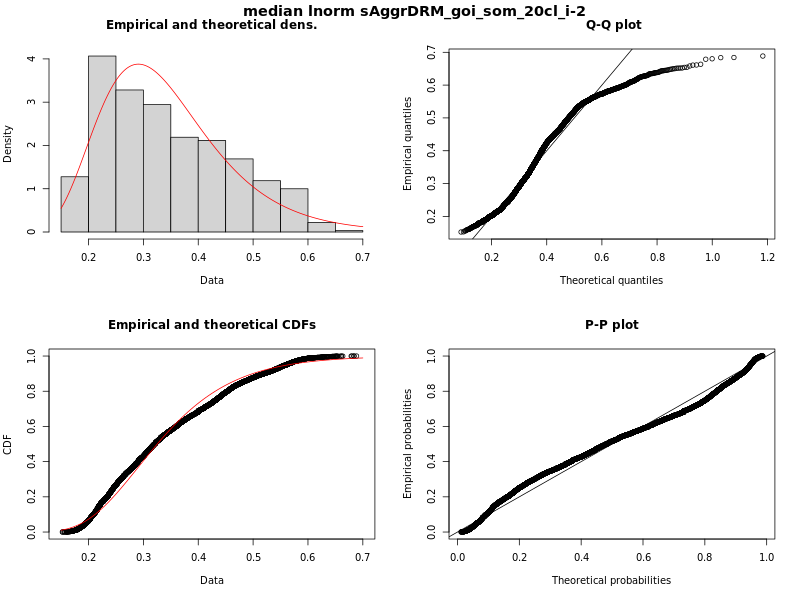 median lnorm sAggrDRM_goi_som_20cl_i-2
Empirical and theoretical dens.
Density
0 1 2 3 4
0.2 0.3 0.4 0.5 0.6 0.7
Data
Q-Q plot
Empirical quantiles
0.2 0.3 0.4 0.5 0.6 0.7
0.2 0.4 0.6 0.8 1.0 1.2
Theoretical quantiles
Empirical and theoretical CDFs
CDF
0.0 0.2 0.4 0.6 0.8 1.0
0.2 0.3 0.4 0.5 0.6 0.7
Data
P-P plot
Empirical probabilities
0.0 0.2 0.4 0.6 0.8 1.0
0.0 0.2 0.4 0.6 0.8 1.0
Theoretical probabilities